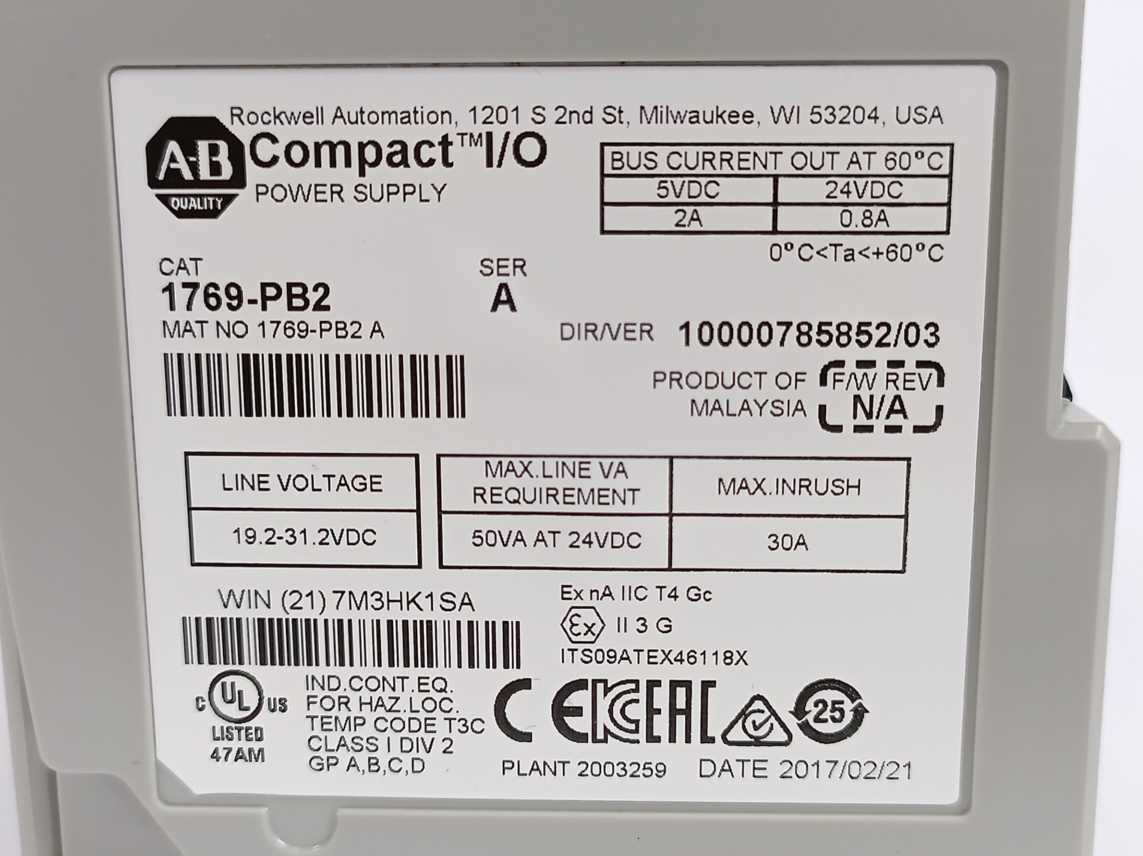 Rockwell Automation, 1201 S 2nd St, Milwaukee, WI 53204, USA
A-B
QUALITY
Compact™I/O
POWER SUPPLY
BUS CURRENT OUT AT 60°C
5VDC 24VDC
2A 0.8A
0°C<Ta<+60°C
CAT
1769-PB2
SER
A
MAT NO 1769-PB2 A
DIR/VER 10000785852/03
PRODUCT OF
MALAYSIA
F/W REV
N/A
LINE VOLTAGE
19.2-31.2VDC
MAX.LINE VA
REQUIREMENT
MAX.INRUSH
50VA AT 24VDC
30A
WIN (21) 7M3HK1SA
Ex nA IIC T4 Gc
Ex II 3 G
ITS09ATEX46118X
C UL US
LISTED
47AM
IND.CONT.EQ.
FOR HAZ.LOC.
TEMP CODE T3C
CLASS I DIV 2
GP A,B,C,D
CE KC EAC 25
PLANT 2003259 DATE 2017/02/21